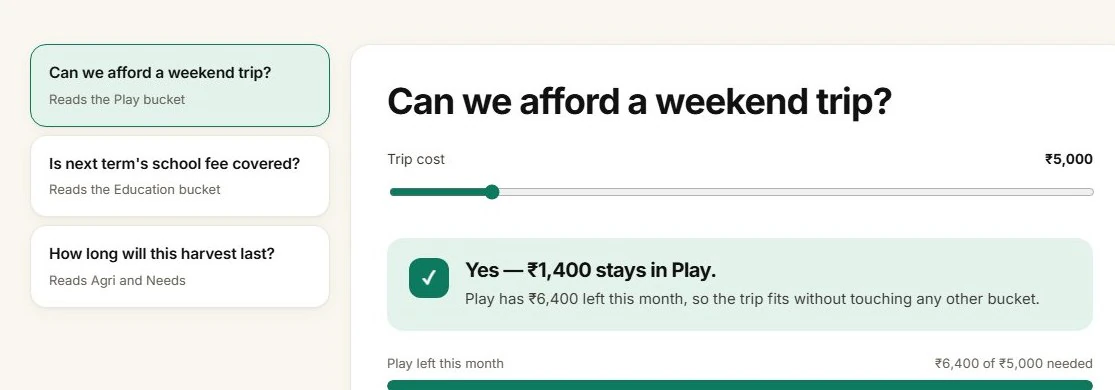 Can we afford a weekend trip?
Reads the Play bucket
Is next term's school fee covered?
Reads the Education bucket
How long will this harvest last?
Reads Agri and Needs
Can we afford a weekend trip?
Trip cost
₹5,000
Yes — ₹1,400 stays in Play.
Play has ₹6,400 left this month, so the trip fits without touching any other bucket.
Play left this month
₹6,400 of ₹5,000 needed